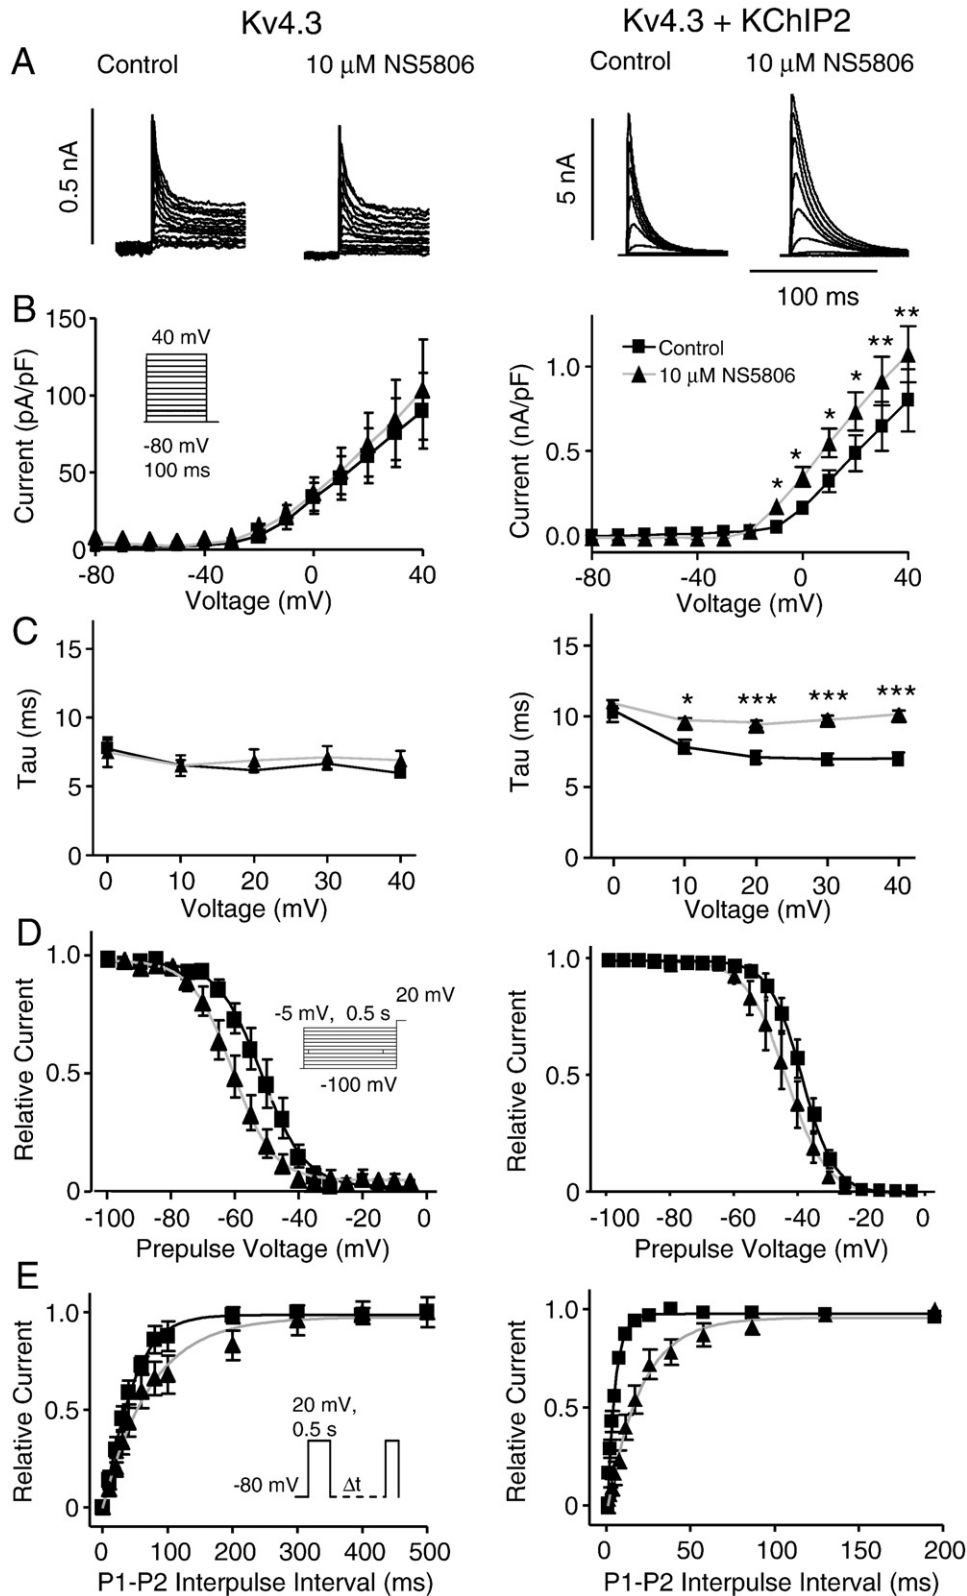 Kv4.3
Kv4.3 + KChIP2
A
Control
10 μM NS5806
Control
10 μM NS5806
0.5 nA
5 nA
100 ms
B
150
100
50
0
Current (pA/pF)
40 mV
-80 mV
100 ms
-80
-40
0
40
Voltage (mV)
1.0
0.5
0.0
Current (nA/pF)
Control
10 μM NS5806
*
*
*
*
**
**
-80
-40
0
40
Voltage (mV)
C
15
10
5
0
Tau (ms)
0
10
20
30
40
Voltage (mV)
15
10
5
0
Tau (ms)
*
***
***
***
0
10
20
30
40
Voltage (mV)
D
1.0
0.5
0
Relative Current
20 mV
-5 mV, 0.5 s
-100 mV
-100
-80
-60
-40
-20
0
Prepulse Voltage (mV)
1.0
0.5
0
Relative Current
-100
-80
-60
-40
-20
0
Prepulse Voltage (mV)
E
1.0
0.5
0
Relative Current
20 mV,
0.5 s
-80 mV
Δt
0
100
200
300
400
500
P1-P2 Interpulse Interval (ms)
1.0
0.5
0
Relative Current
0
50
100
150
200
P1-P2 Interpulse Interval (ms)